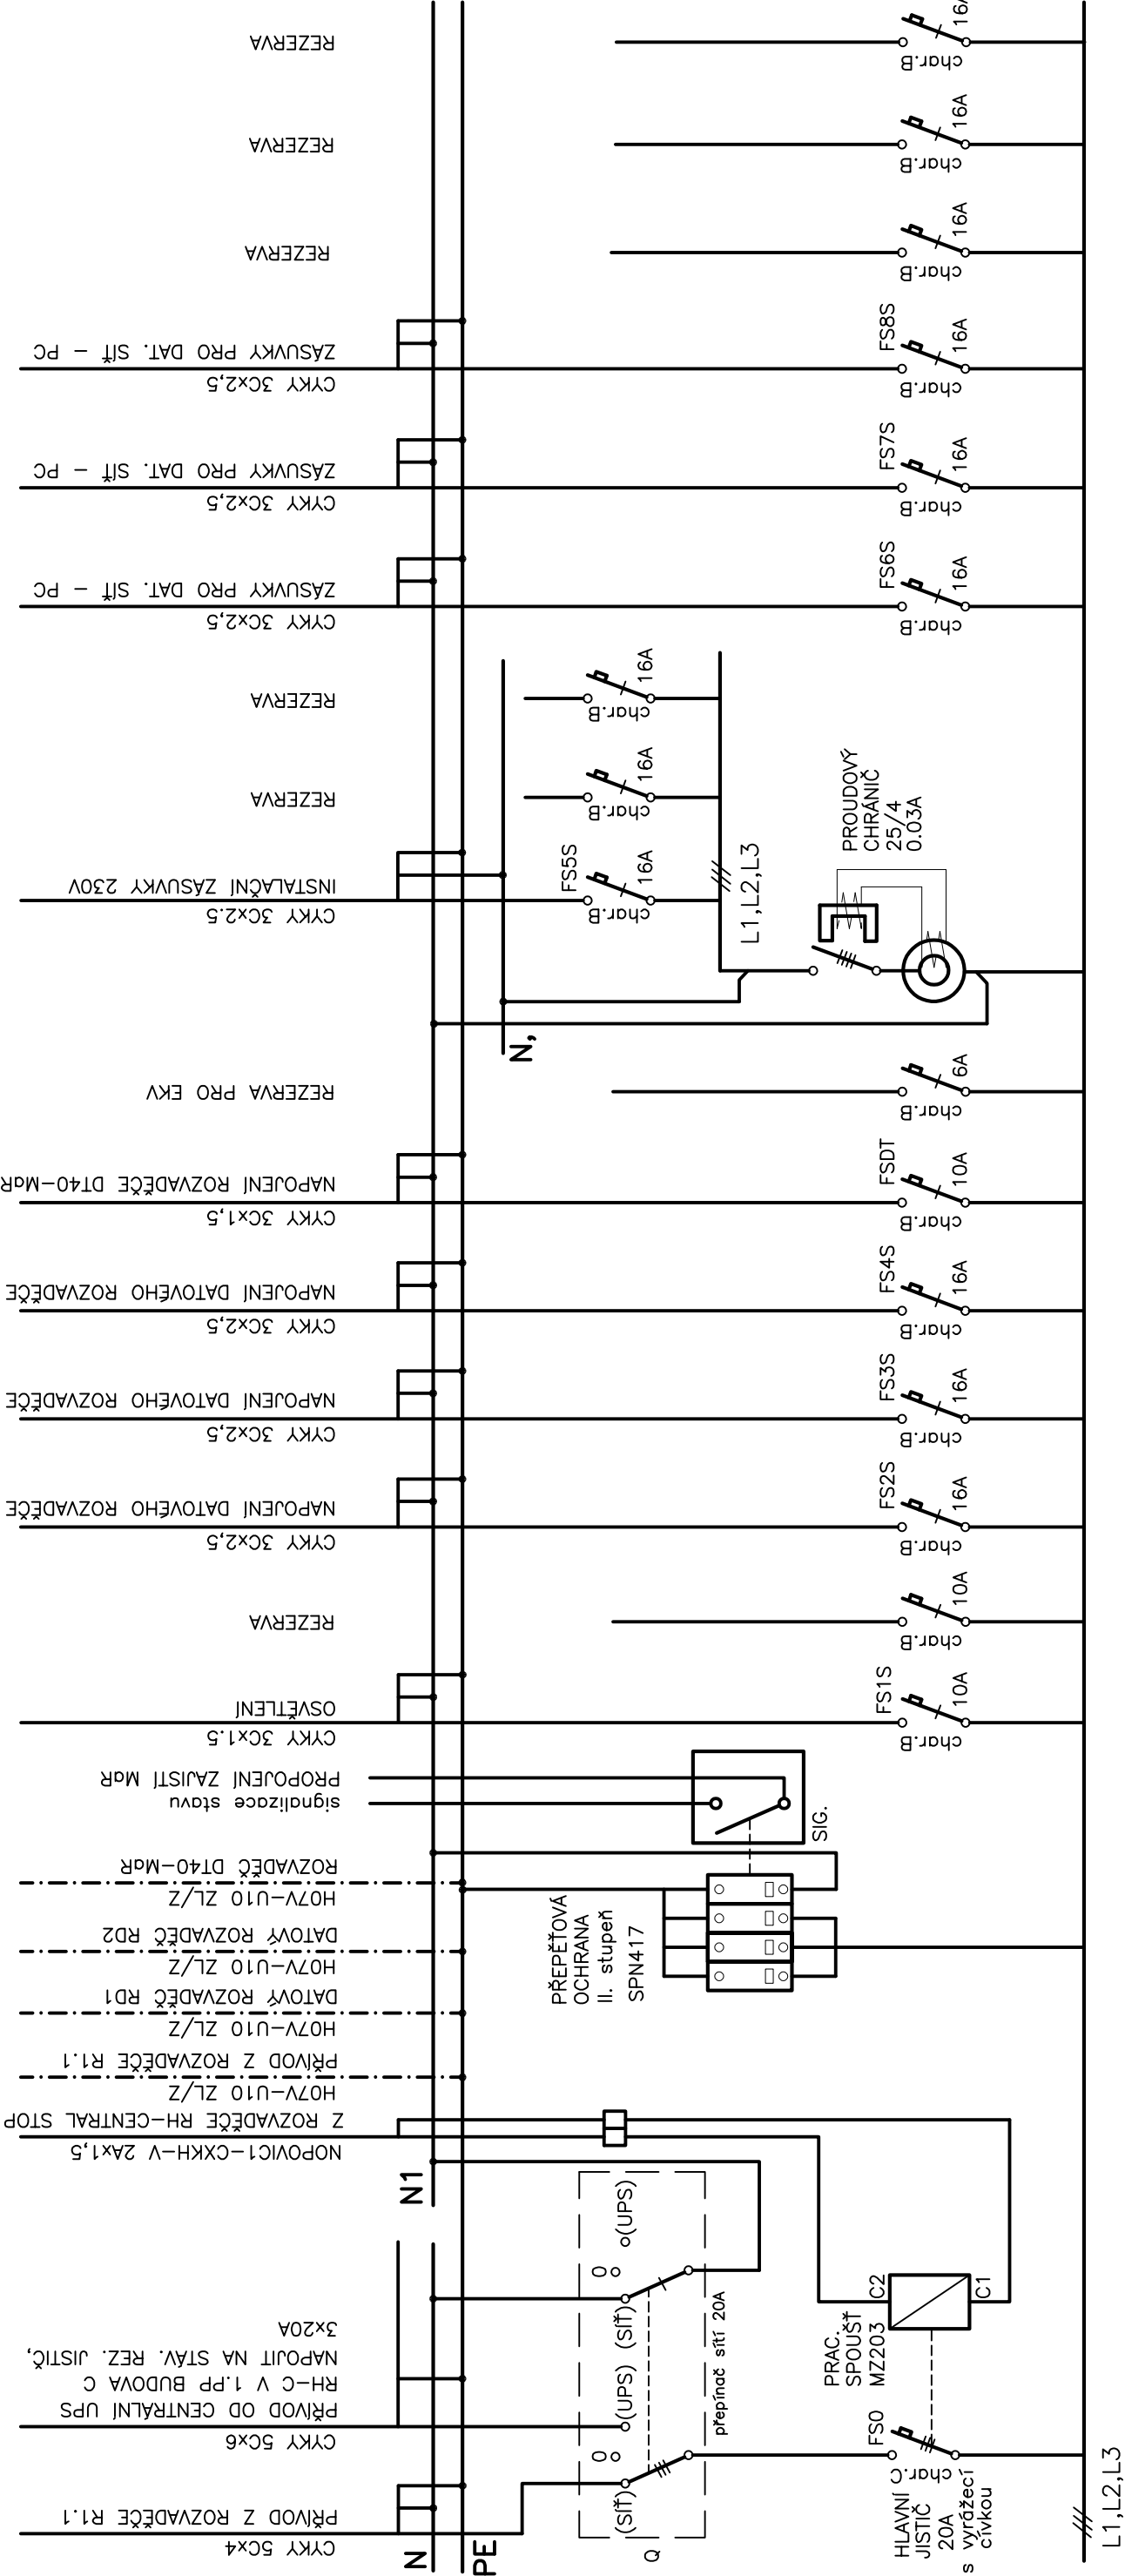 REZERVA
char.B
16A
REZERVA
char.B
16A
REZERVA
char.B
16A
ZÁSUVKY PRO DAT. SÍŤ - PC
CYKY 3Cx2,5
FS8S
char.B
16A
ZÁSUVKY PRO DAT. SÍŤ - PC
CYKY 3Cx2,5
FS7S
char.B
16A
ZÁSUVKY PRO DAT. SÍŤ - PC
CYKY 3Cx2,5
FS6S
char.B
16A
REZERVA
char.B
16A
REZERVA
char.B
16A
INSTALAČNÍ ZÁSUVKY 230V
CYKY 3Cx2.5
FS5S
char.B
16A
L1,L2,L3
PROUDOVÝ
CHRÁNIČ
25/4
0.03A
N,
REZERVA PRO EKV
char.B
6A
NAPOJENÍ ROZVADĚČE DT40-MaR
CYKY 3Cx1,5
FSDT
char.B
10A
NAPOJENÍ DATOVÉHO ROZVADĚČE
CYKY 3Cx2,5
FS4S
char.B
16A
NAPOJENÍ DATOVÉHO ROZVADĚČE
CYKY 3Cx2,5
FS3S
char.B
16A
NAPOJENÍ DATOVÉHO ROZVADĚČE
CYKY 3Cx2,5
FS2S
char.B
16A
REZERVA
char.B
10A
OSVĚTLENÍ
CYKY 3Cx1.5
FS1S
char.B
10A
PROPOJENÍ ZAJISTÍ MaR
signalizace stavu
SIG.
ROZVADĚČ DT40-MaR
H07V-U10 ZL/Z
DATOVÝ ROZVADĚČ RD2
H07V-U10 ZL/Z
DATOVÝ ROZVADĚČ RD1
H07V-U10 ZL/Z
PŘÍVOD Z ROZVADĚČE R1.1
H07V-U10 ZL/Z
PŘEPĚŤOVÁ
OCHRANA
II. stupeň
SPN417
Z ROZVADĚČE RH-CENTRAL STOP
NOPOVIC1-CXKH-V 2Ax1,5
N1
3x20A
NAPOJIT NA STÁV. REZ. JISTIČ,
RH-C V 1.PP BUDOVA C
PŘÍVOD OD CENTRÁLNÍ UPS
CYKY 5Cx6
(UPS)
0
(SÍŤ)
(UPS)
0
(SÍŤ)
přepínač sítí 20A
Q
C2
C1
PRAC.
SPOUŠŤ
MZ203
FS0
char.C
HLAVNÍ
JISTIČ
20A
s vyrážecí
cívkou
PŘÍVOD Z ROZVADĚČE R1.1
CYKY 5Cx4
N
PE
L1,L2,L3